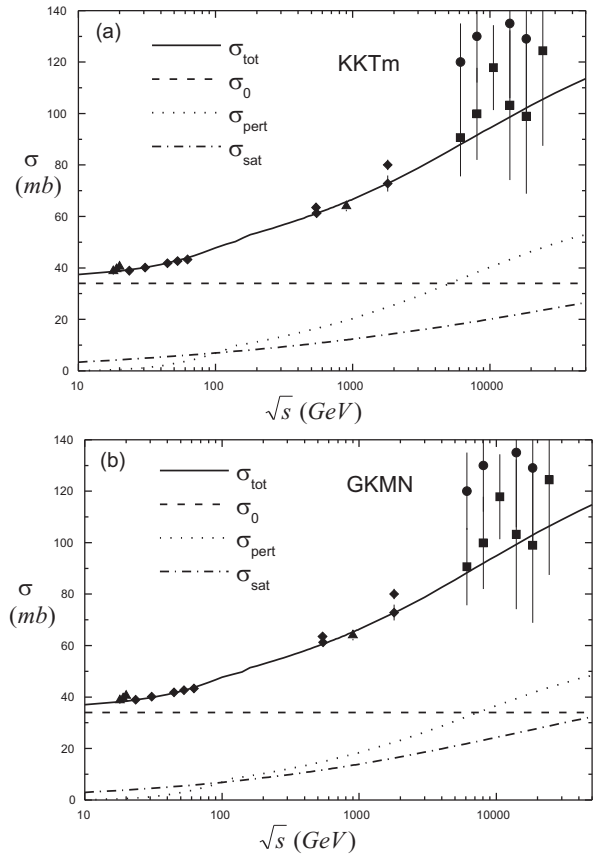 (a)
KKTm
σtot
σ0
σpert
σsat
140
120
100
80
60
40
20
0
σ
(mb)
10 100 1000 10000
√s (GeV)
(b)
GKMN
σtot
σ0
σpert
σsat
140
120
100
80
60
40
20
0
σ
(mb)
10 100 1000 10000
√s (GeV)